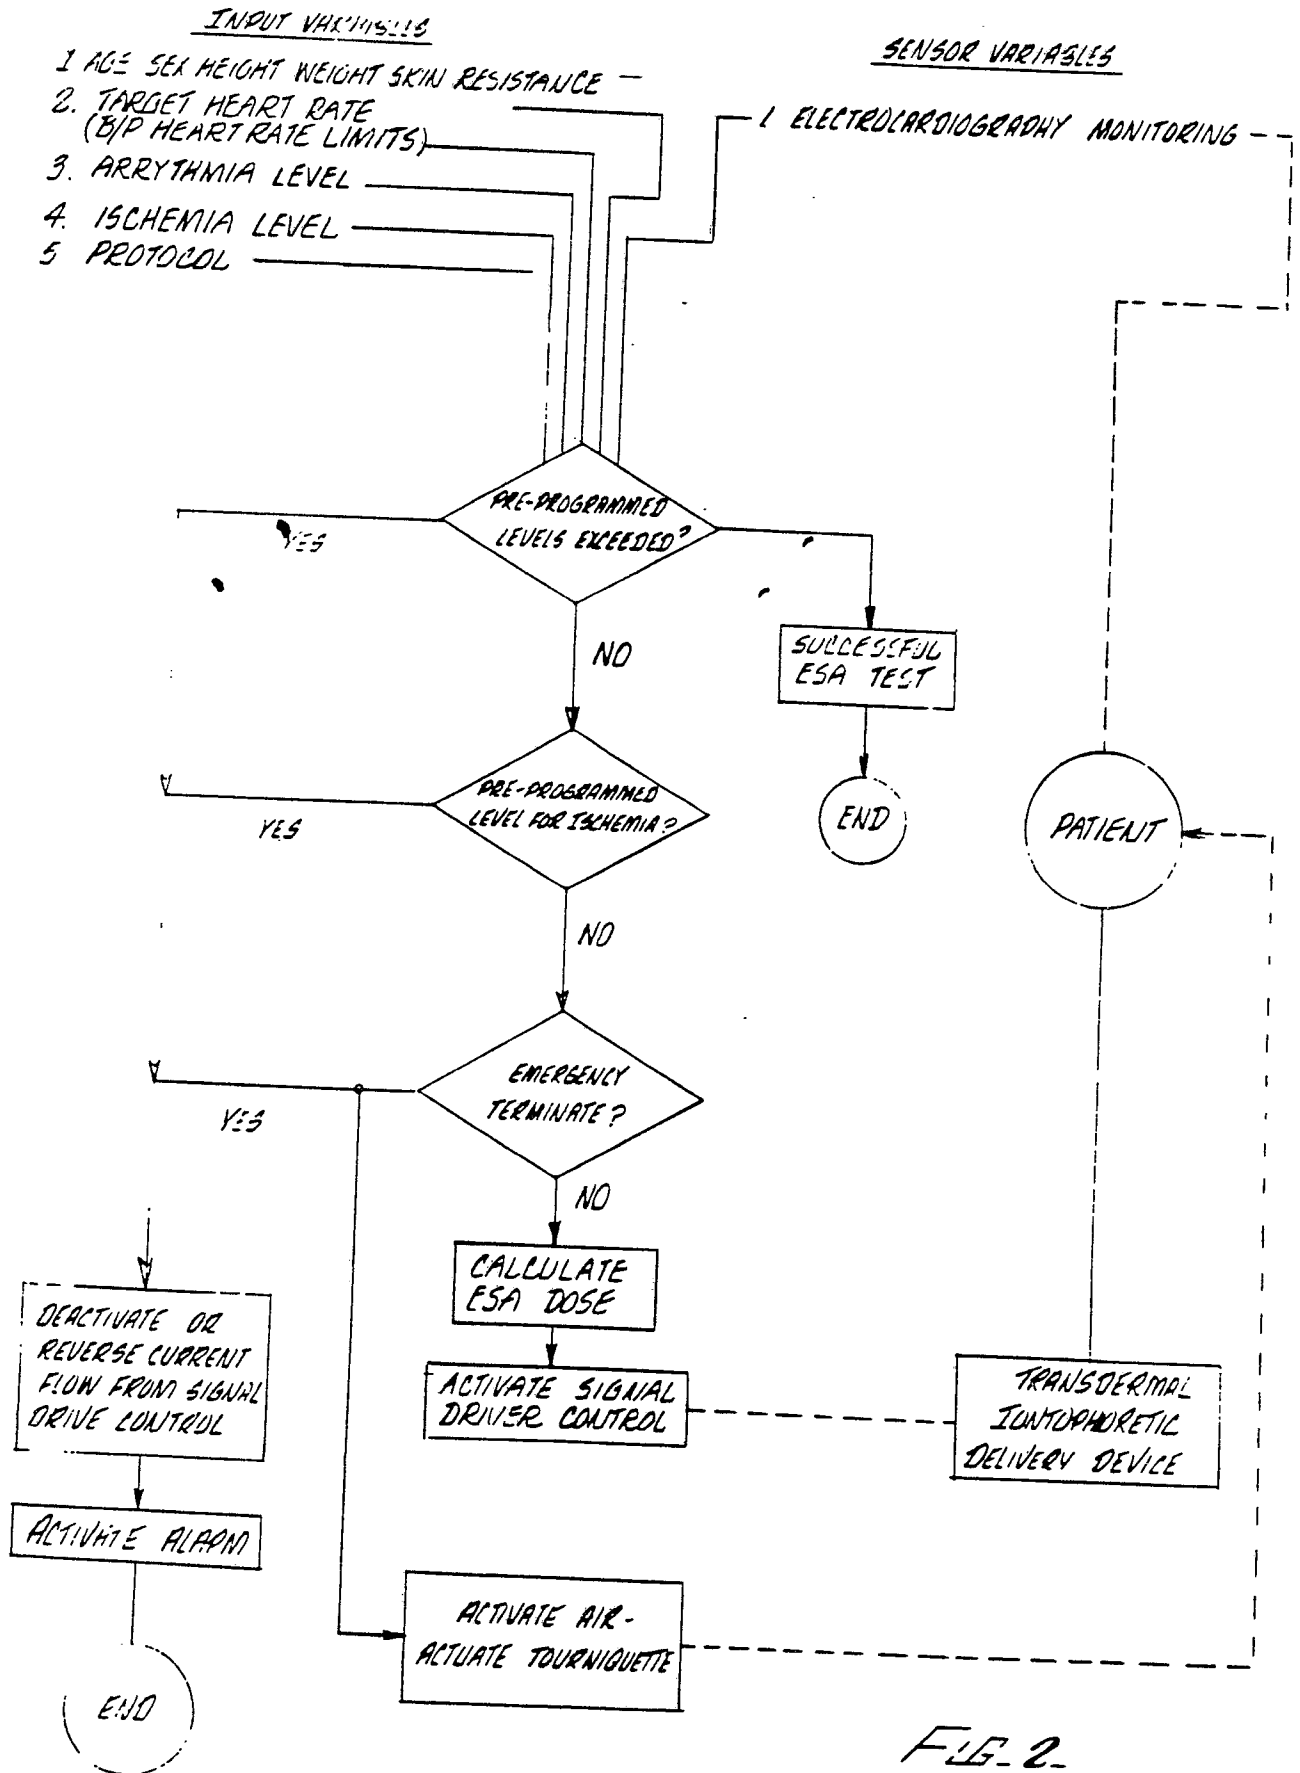 INPUT VARIABLES
SENSOR VARIABLES
1 AGE SEX HEIGHT WEIGHT SKIN RESISTANCE
2. TARGET HEART RATE
(B/P HEART RATE LIMITS)
3. ARRYTHMIA LEVEL
4. ISCHEMIA LEVEL
5 PROTOCOL
1 ELECTROCARDIOGRAPHY MONITORING
PRE-PROGRAMMED
LEVELS EXCEEDED?
YES
NO
SUCCESSFUL
ESA TEST
END
PRE-PROGRAMMED
LEVEL FOR ISCHEMIA?
YES
NO
PATIENT
EMERGENCY
TERMINATE?
YES
NO
CALCULATE
ESA DOSE
ACTIVATE SIGNAL
DRIVER CONTROL
TRANSDERMAL
IONTOPHORETIC
DELIVERY DEVICE
DEACTIVATE OR
REVERSE CURRENT
FLOW FROM SIGNAL
DRIVE CONTROL
ACTIVATE ALARM
END
ACTIVATE AIR-
ACTUATE TOURNIQUETTE
FIG_2_